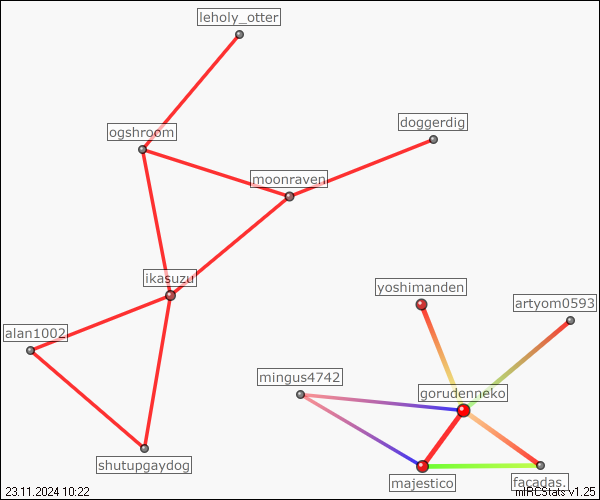 leholy_otter
doggerdig
ogshroom
moonraven
ikasuzu
yoshimanden
artyom0593
alan1002
mingus4742
gorudenneko
shutupgaydog
majestico
facadas.
23.11.2024 10:22
mIRCStats v1.25